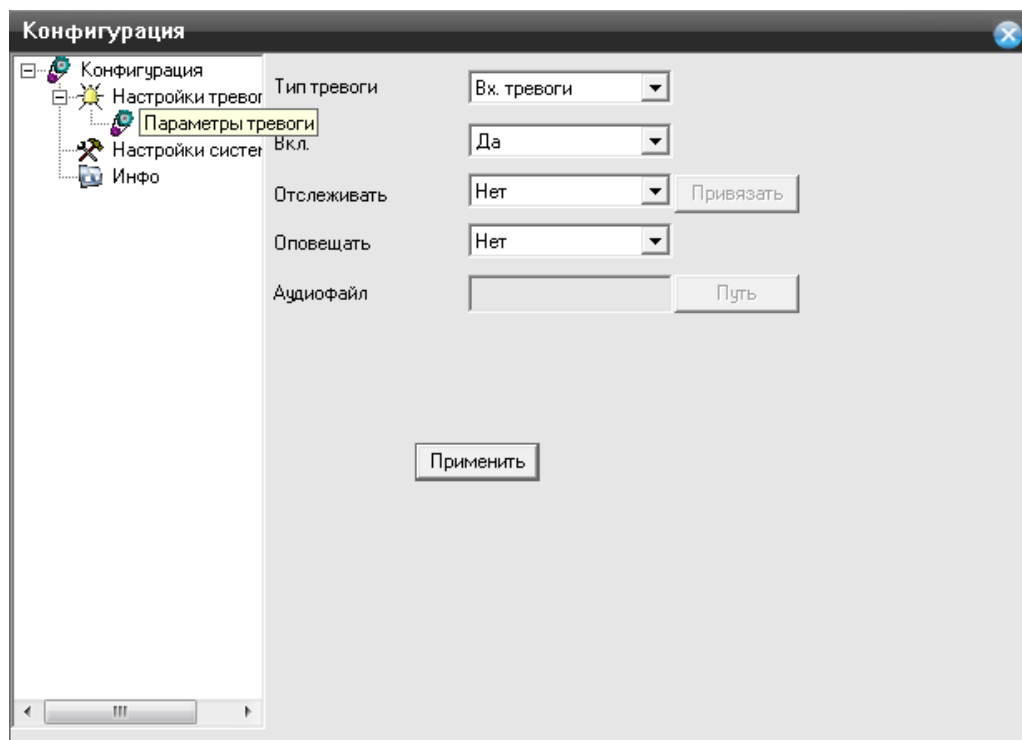 Конфигурация
Конфигурация
Настройки тревог
Параметры тревоги
Настройки систем
Инфо
Тип тревоги
Вх. тревоги
Вкл.
Да
Отслеживать
Нет
Привязать
Оповещать
Нет
Аудиофайл
Путь
Применить